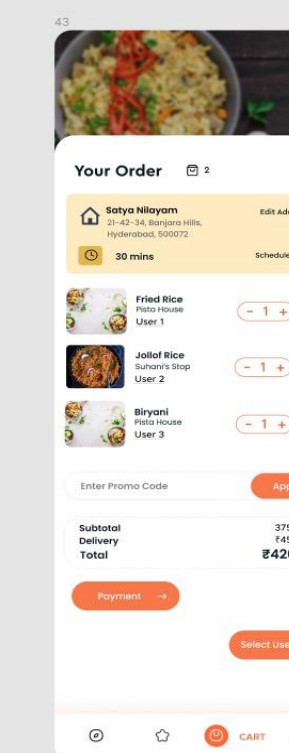 43
Your Order 2
Satya Nilayam Edit Add
21-42-34, Banjara Hills,
Hyderabad, 500072
30 mins Schedule
Fried Rice
Pista House
User 1
- 1 +
Jollof Rice
Suhani's Stop
User 2
- 1 +
Biryani
Pista House
User 3
- 1 +
Enter Promo Code App
Subtotal 375
Delivery ₹45
Total ₹420
Payment →
Select Use
CART